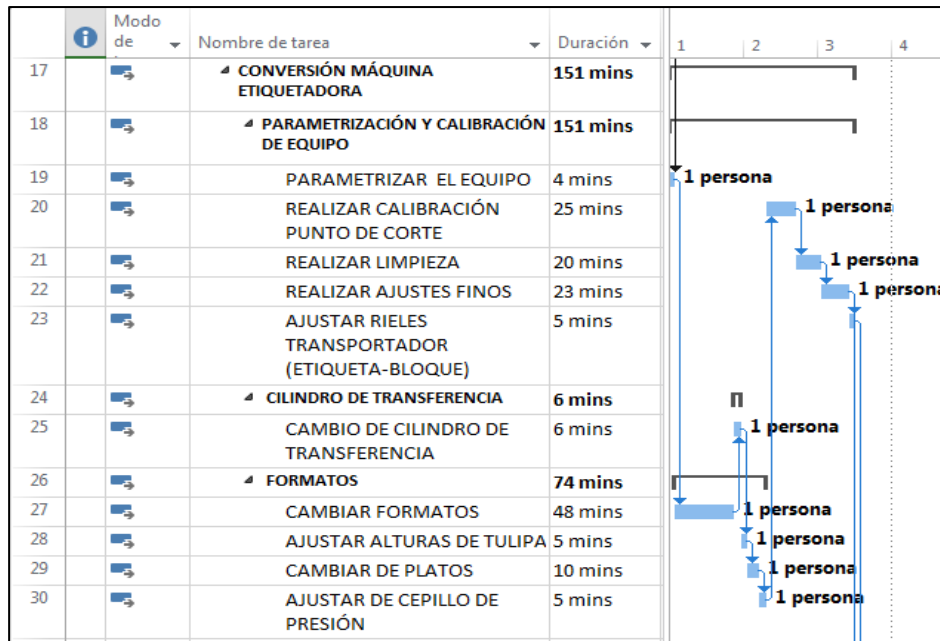 Modo
de
Nombre de tarea
Duración
1 2 3 4
17 CONVERSIÓN MÁQUINA 151 mins
ETIQUETADORA
18 PARAMETRIZACIÓN Y CALIBRACIÓN 151 mins
DE EQUIPO
19 PARAMETRIZAR EL EQUIPO 4 mins 1 persona
20 REALIZAR CALIBRACIÓN 25 mins 1 persona
PUNTO DE CORTE
21 REALIZAR LIMPIEZA 20 mins 1 persona
22 REALIZAR AJUSTES FINOS 23 mins 1 persona
23 AJUSTAR RIELES 5 mins
TRANSPORTADOR
(ETIQUETA-BLOQUE)
24 CILINDRO DE TRANSFERENCIA 6 mins
25 CAMBIO DE CILINDRO DE 6 mins 1 persona
TRANSFERENCIA
26 FORMATOS 74 mins
27 CAMBIAR FORMATOS 48 mins 1 persona
28 AJUSTAR ALTURAS DE TULIPA 5 mins 1 persona
29 CAMBIAR DE PLATOS 10 mins 1 persona
30 AJUSTAR DE CEPILLO DE 5 mins 1 persona
PRESIÓN